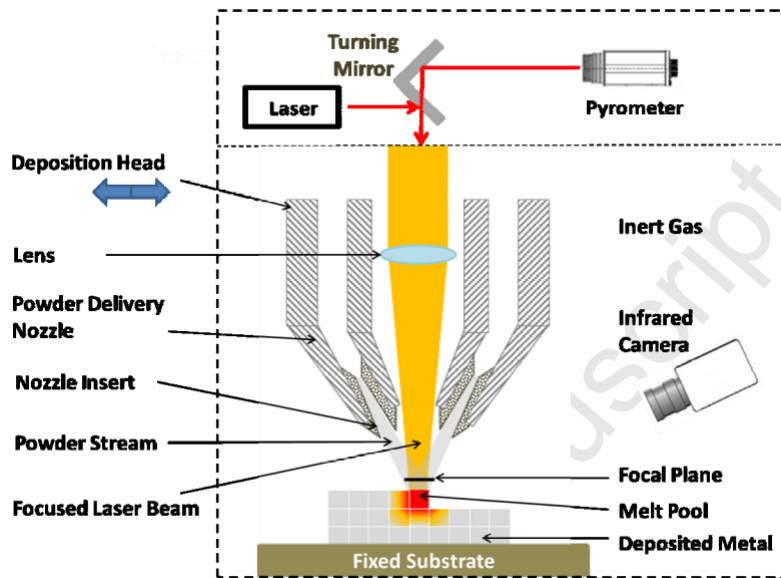 Turning
Mirror
Laser
Pyrometer
Deposition Head
Inert Gas
Lens
Powder Delivery
Nozzle
Infrared
Camera
Nozzle Insert
Powder Stream
Focal Plane
Focused Laser Beam
Melt Pool
Deposited Metal
Fixed Substrate